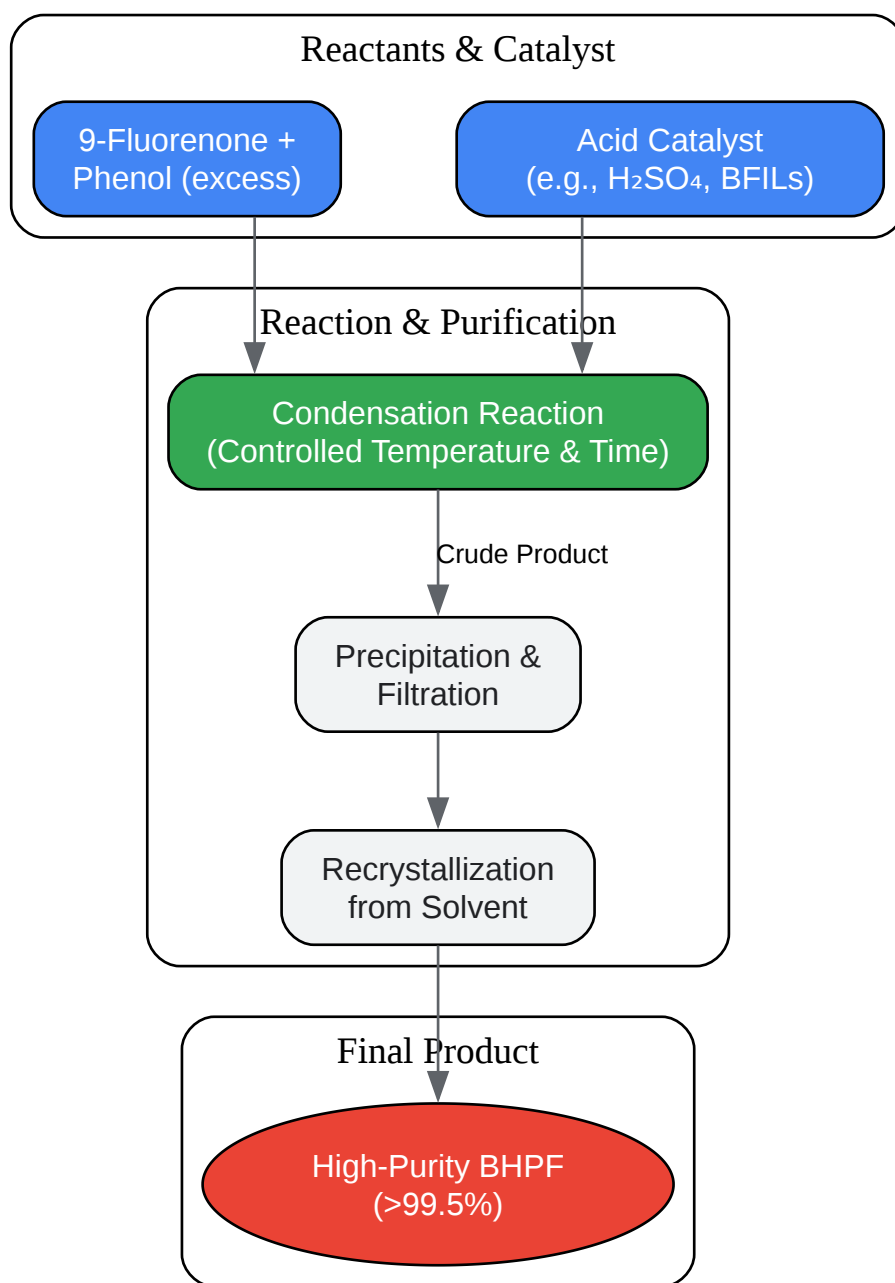 Reactants & Catalyst
9-Fluorenone +
Phenol (excess)
Acid Catalyst
(e.g., H₂SO₄, BFILs)
Reaction & Purification
Condensation Reaction
(Controlled Temperature & Time)
Crude Product
Precipitation &
Filtration
Recrystallization
from Solvent
Final Product
High-Purity BHPF
(>99.5%)